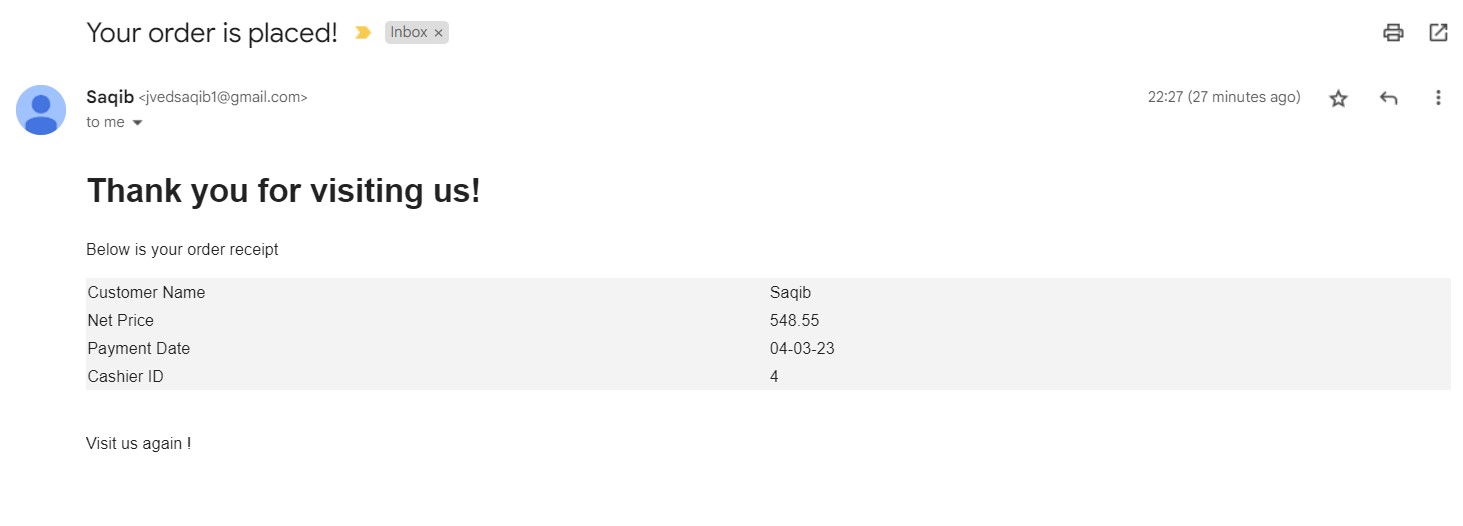 Your order is placed!
Inbox ×
Saqib <jvedsaqib1@gmail.com>
22:27 (27 minutes ago)
to me
Thank you for visiting us!
Below is your order receipt
Customer Name Saqib
Net Price 548.55
Payment Date 04-03-23
Cashier ID 4
Visit us again !